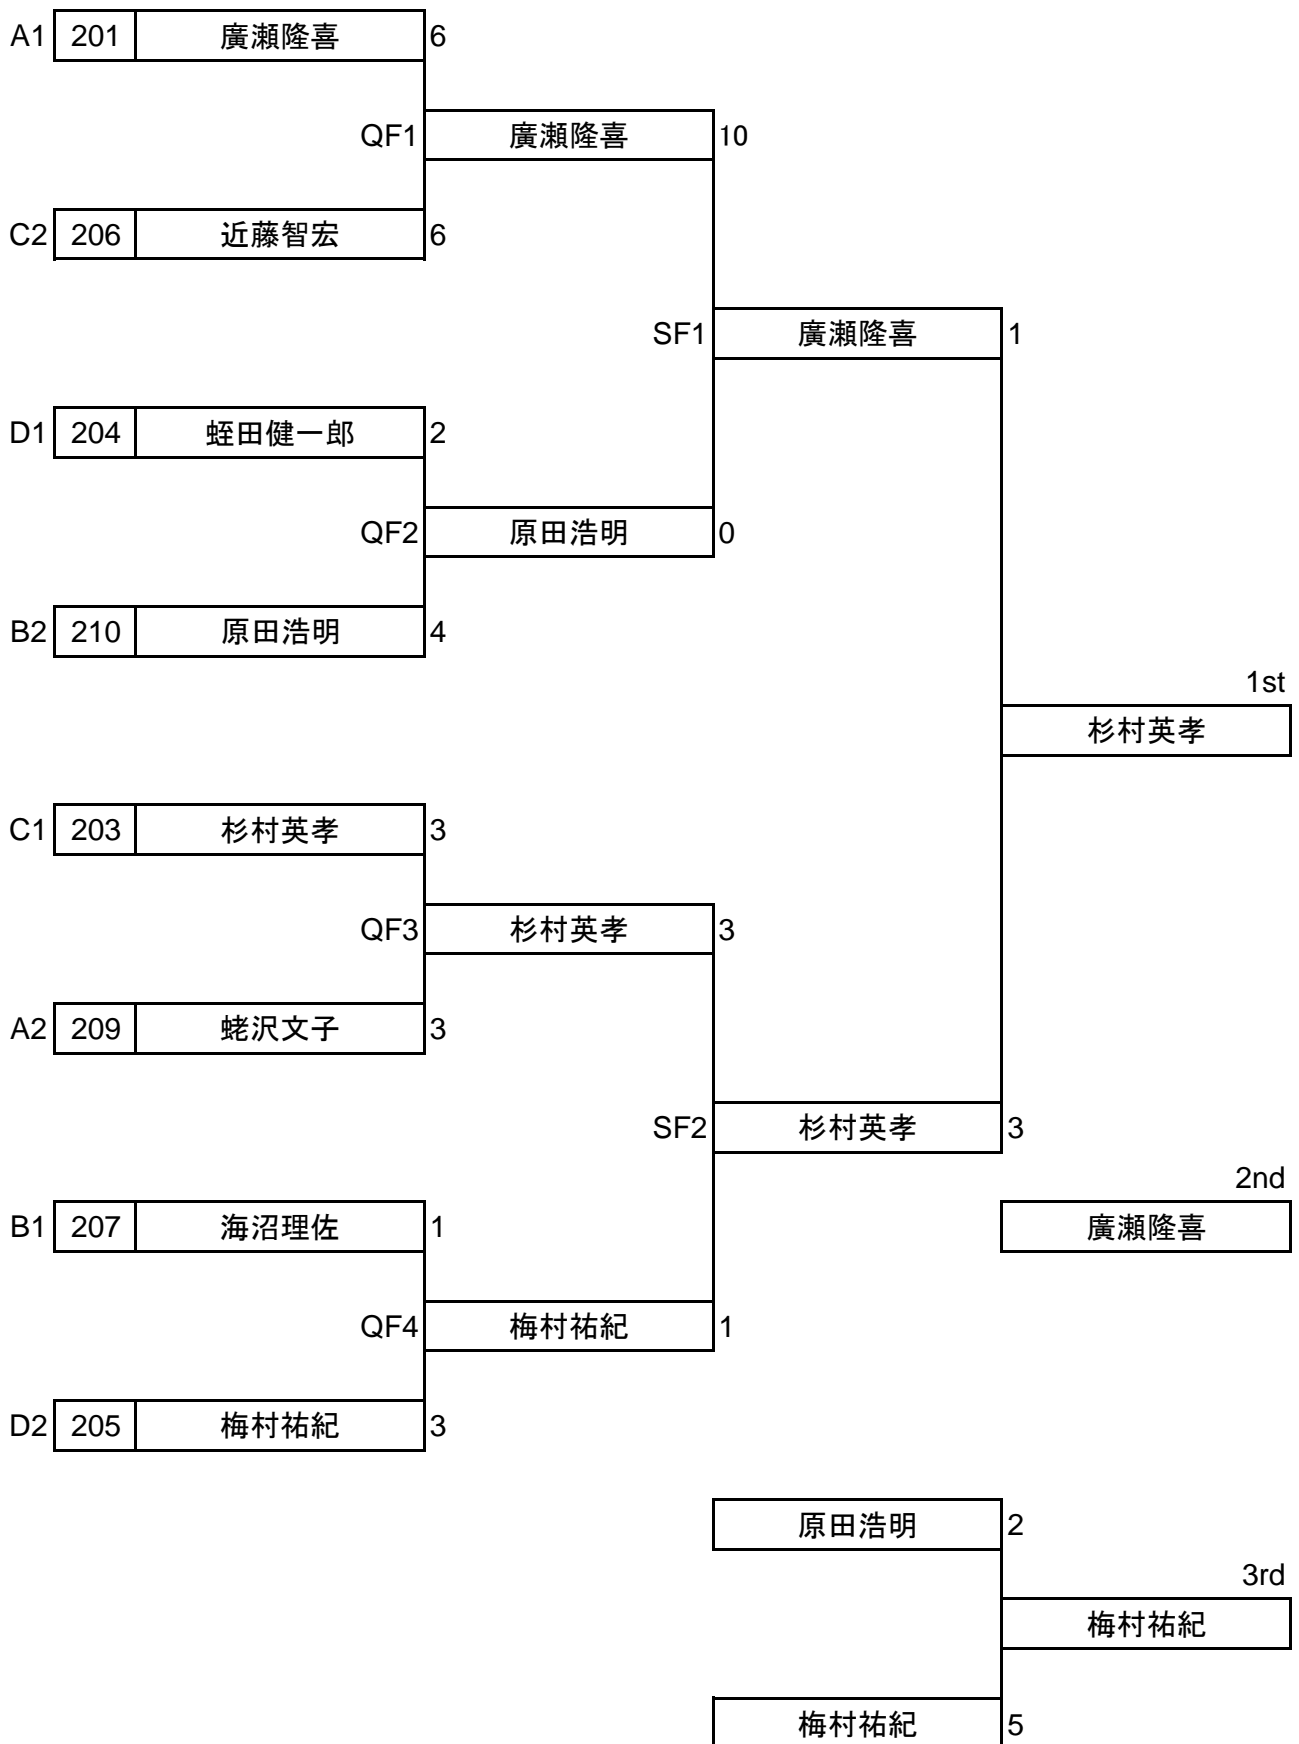 A1 201 廣瀬隆喜 6
QF1 廣瀬隆喜 10
C2 206 近藤智宏 6
SF1 廣瀬隆喜 1
D1 204 蛭田健一郎 2
QF2 原田浩明 0
B2 210 原田浩明 4
1st
杉村英孝
C1 203 杉村英孝 3
QF3 杉村英孝 3
A2 209 蛯沢文子 3
SF2 杉村英孝 3
2nd
B1 207 海沼理佐 1
廣瀬隆喜
QF4 梅村祐紀 1
D2 205 梅村祐紀 3
原田浩明 2
3rd
梅村祐紀
梅村祐紀 5